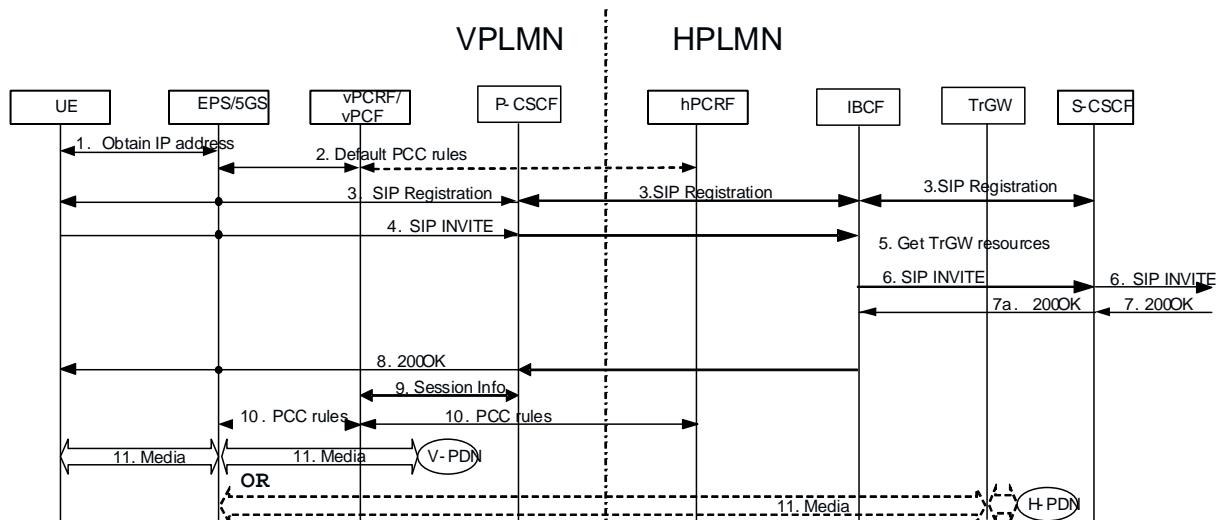 VPLMN HPLMN
UE EPS/5GS vPCRF/ vPCF P-CSCF hPCRF IBCF TrGW S-CSCF
1. Obtain IP address
2. Default PCC rules
3. SIP Registration 3.SIP Registration 3.SIP Registration
4. SIP INVITE
5. Get TrGW resources
6. SIP INVITE 6. SIP INVITE
7a. 200OK 7. 200OK
8. 200OK
9. Session Info
10. PCC rules 10. PCC rules
11. Media 11. Media V-PDN
OR
11. Media H-PDN